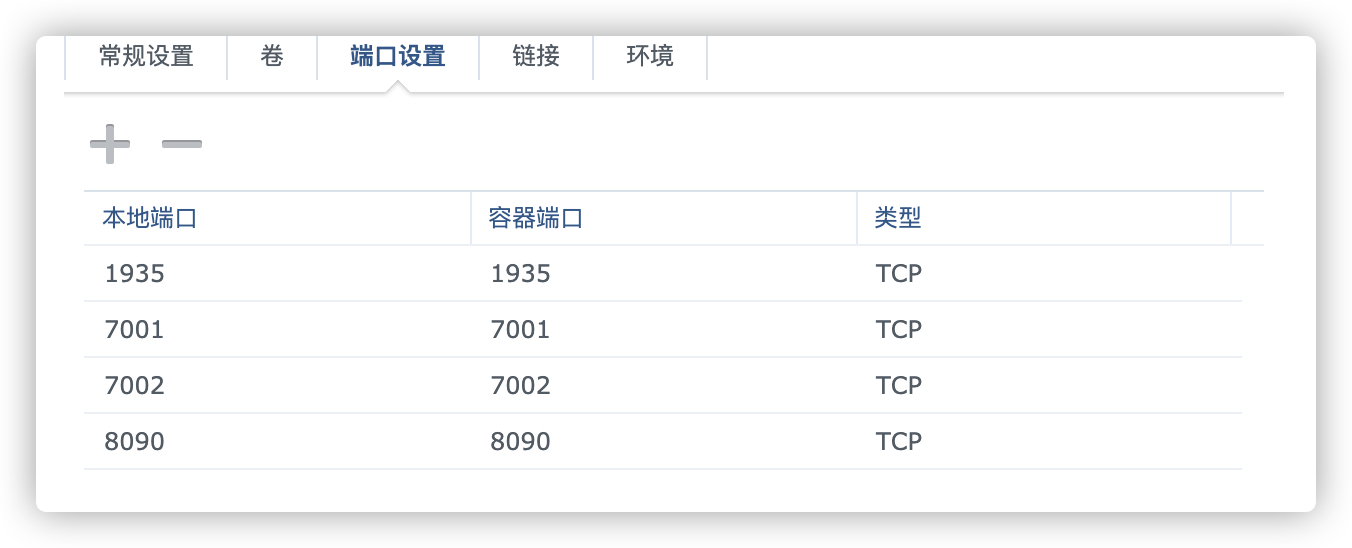 常规设置 卷 端口设置 链接 环境
本地端口 容器端口 类型
1935 1935 TCP
7001 7001 TCP
7002 7002 TCP
8090 8090 TCP